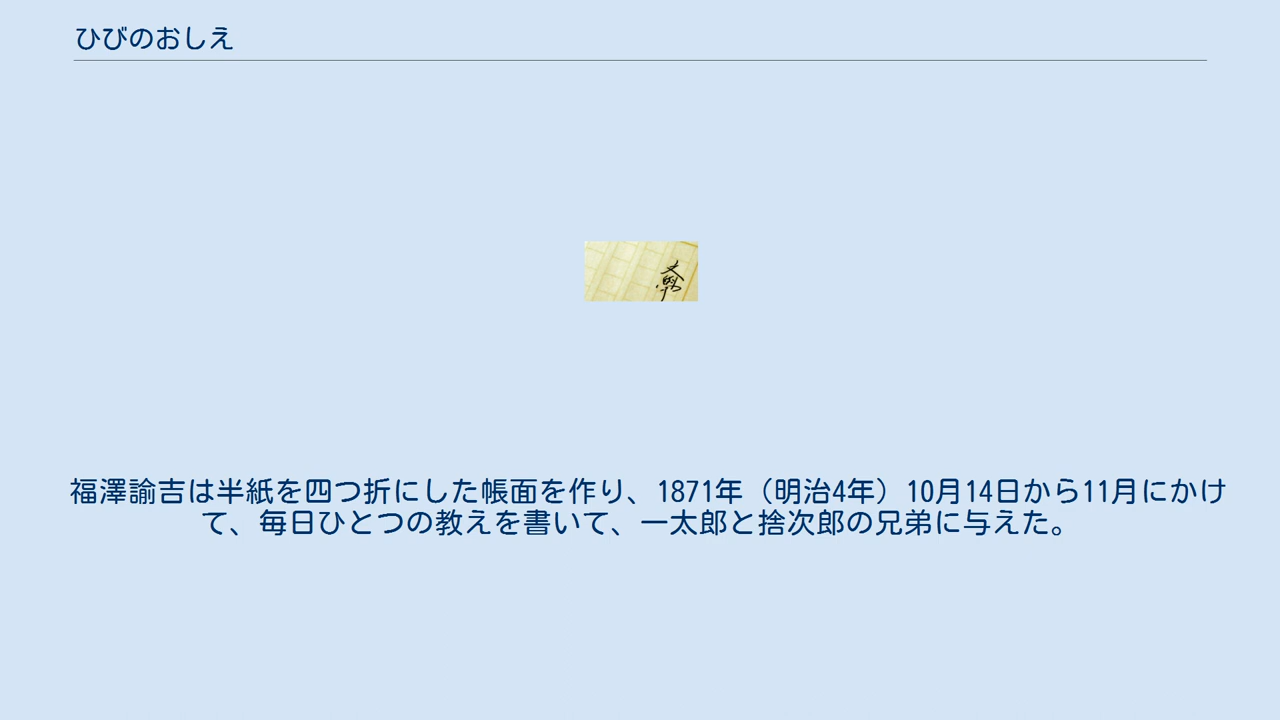 ひびのおしえ
福澤諭吉は半紙を四つ折にした帳面を作り、1871年（明治4年）10月14日から11月にかけ
て、毎日ひとつの教えを書いて、一太郎と捨次郎の兄弟に与えた。